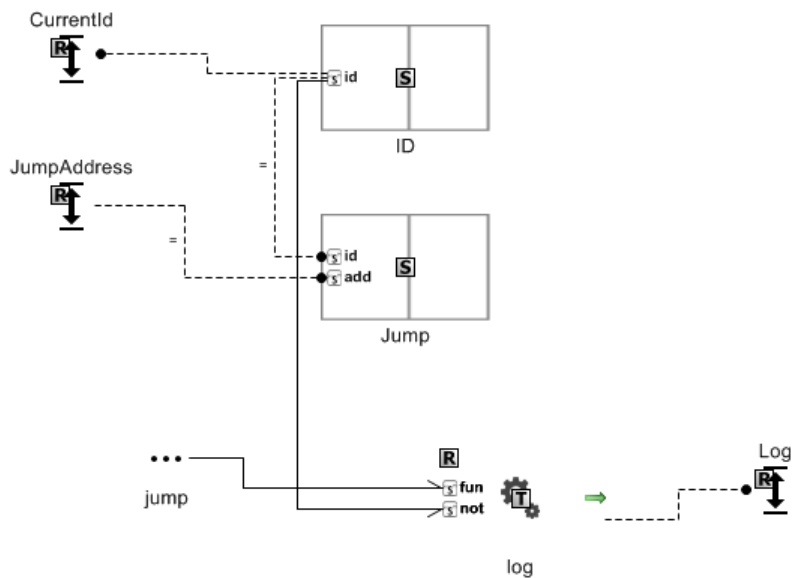 CurrentId
R
id
S
ID
=
JumpAddress
R
=
s id
S
s add
Jump
R
jump
s fun
T
s not
log
Log
R